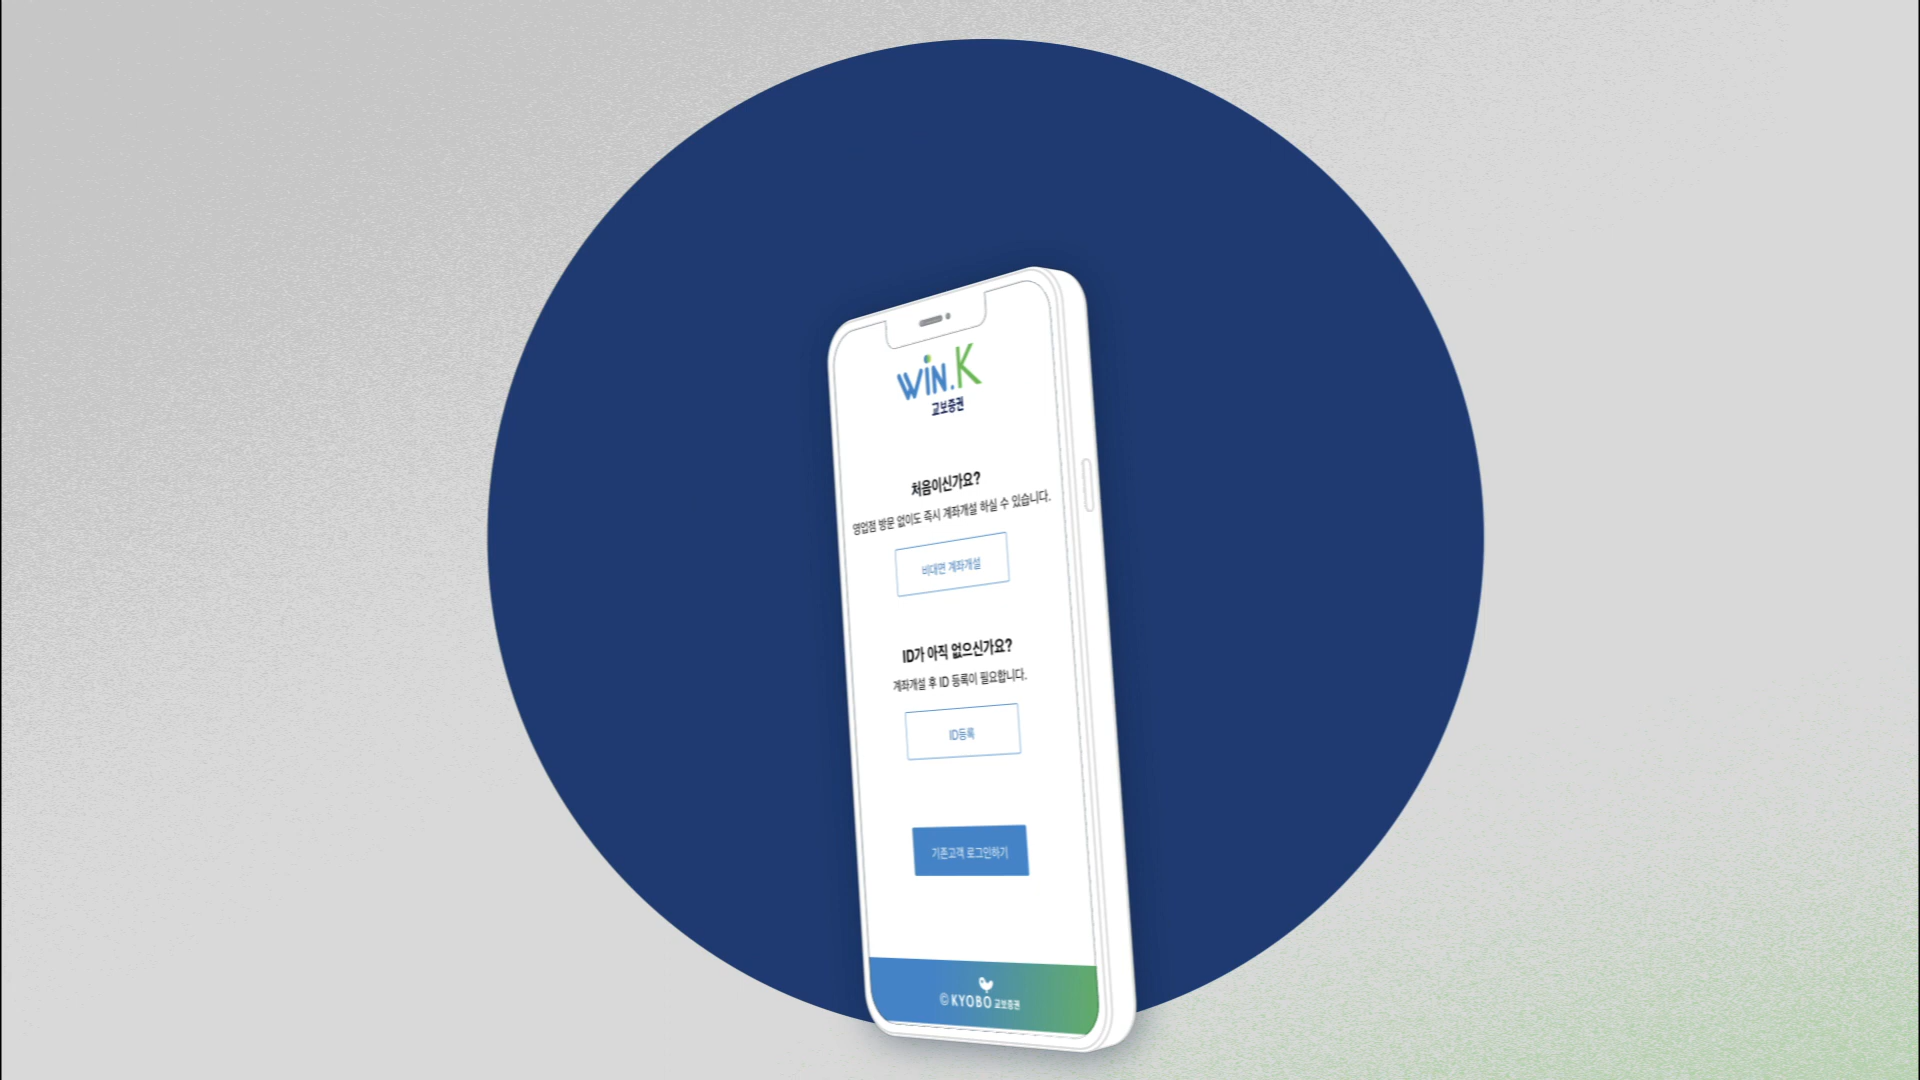 WIN.K
교보증권
처음이신가요?
영업점 방문 없이도 즉시 계좌개설 하실 수 있습니다.
비대면 계좌개설
ID가 아직 없으신가요?
계좌개설 후 ID 등록이 필요합니다.
ID등록
기존고객 로그인하기
© KYOBO 교보증권